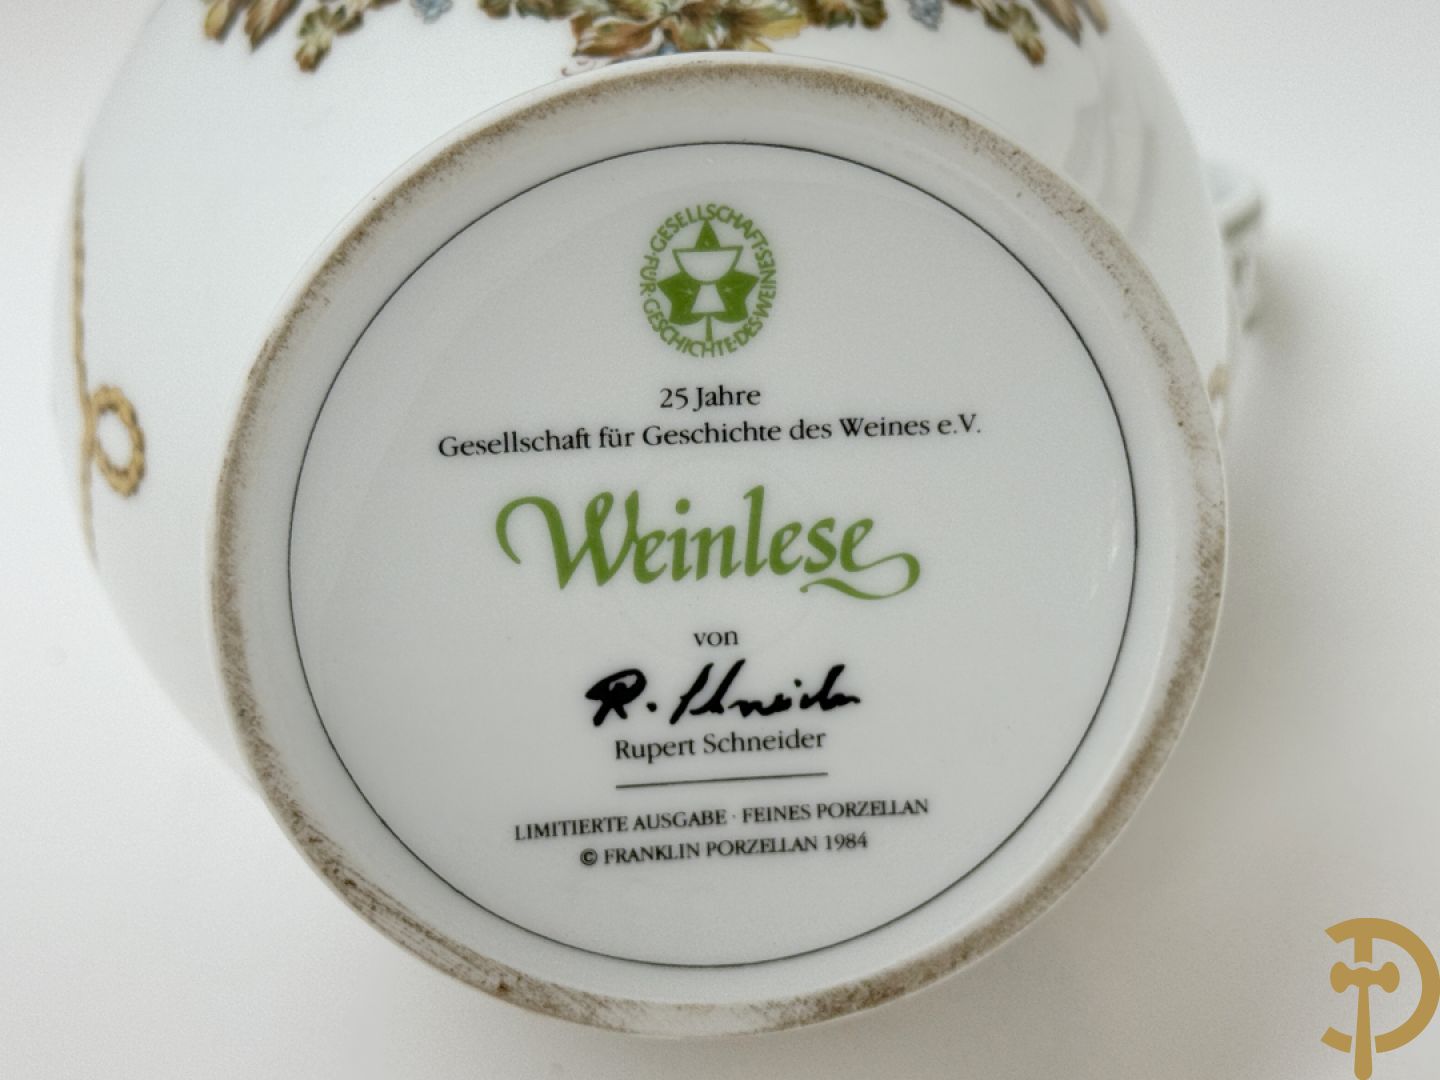 GESELLSCHAFT·FÜR·GESCHICHTE·DES·WEINES
25 Jahre
Gesellschaft für Geschichte des Weines e.V.
Weinlese
von
R. Schneider
Rupert Schneider
LIMITIERTE AUSGABE · FEINES PORZELLAN
© FRANKLIN PORZELLAN 1984